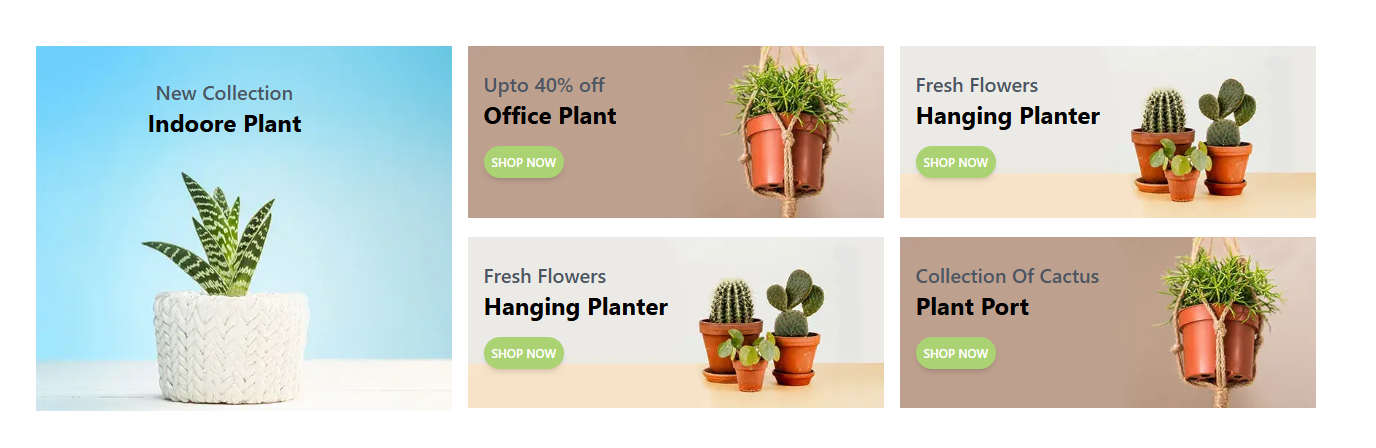 New Collection
Indoore Plant
Upto 40% off
Office Plant
SHOP NOW
Fresh Flowers
Hanging Planter
SHOP NOW
Fresh Flowers
Hanging Planter
SHOP NOW
Collection Of Cactus
Plant Port
SHOP NOW